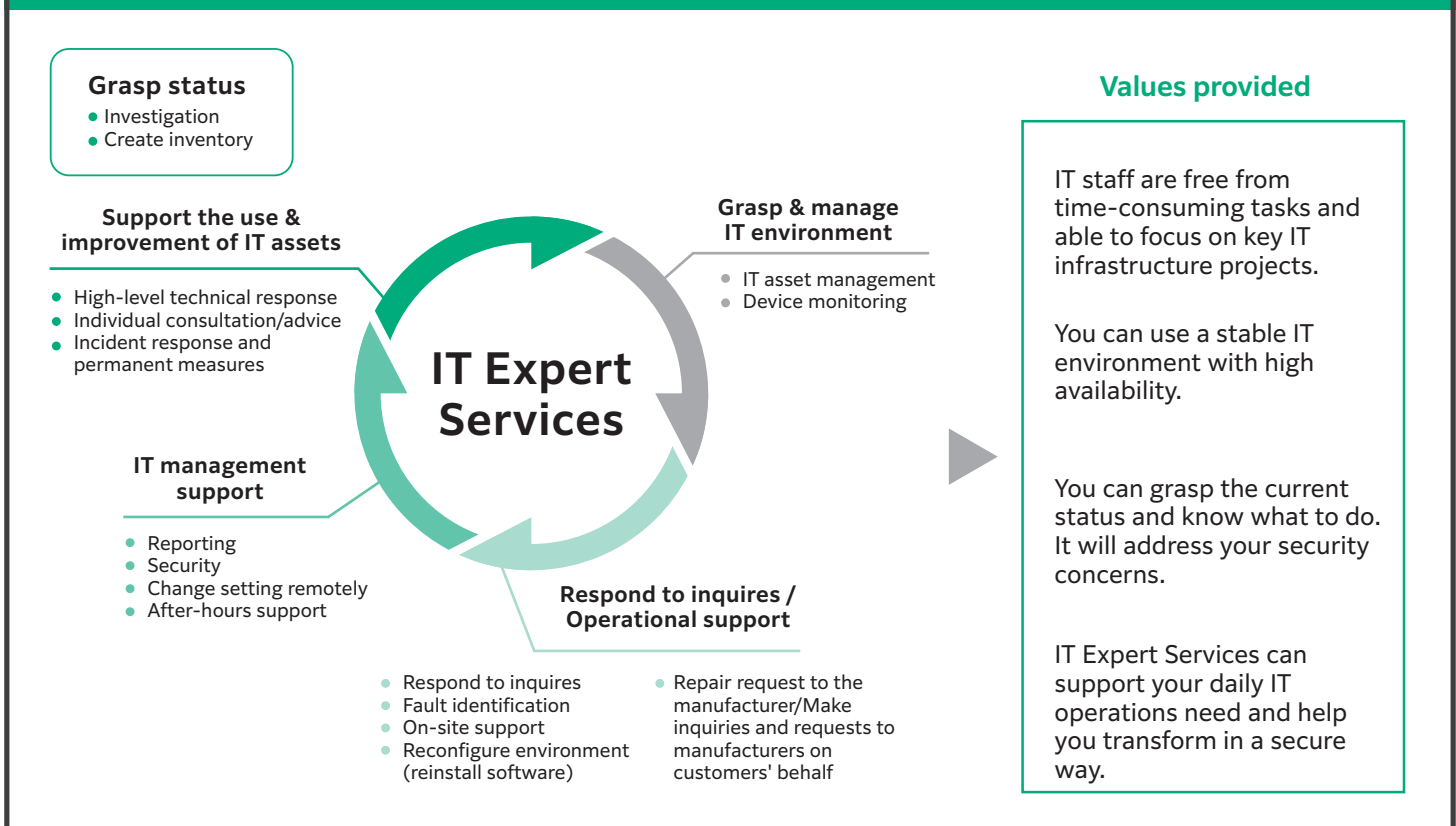 Grasp status
Investigation
Create inventory
Support the use &
improvement of IT assets
High-level technical response
Individual consultation/advice
Incident response and
permanent measures
IT Expert
Services
Grasp & manage
IT environment
IT asset management
Device monitoring
IT management
support
Reporting
Security
Change setting remotely
After-hours support
Respond to inquires /
Operational support
Respond to inquires
Fault identification
On-site support
Reconfigure environment
(reinstall software)
Repair request to the
manufacturer/Make
inquiries and requests to
manufacturers on
customers' behalf
Values provided
IT staff are free from
time-consuming tasks and
able to focus on key IT
infrastructure projects.
You can use a stable IT
environment with high
availability.
You can grasp the current
status and know what to do.
It will address your security
concerns.
IT Expert Services can
support your daily IT
operations need and help
you transform in a secure
way.